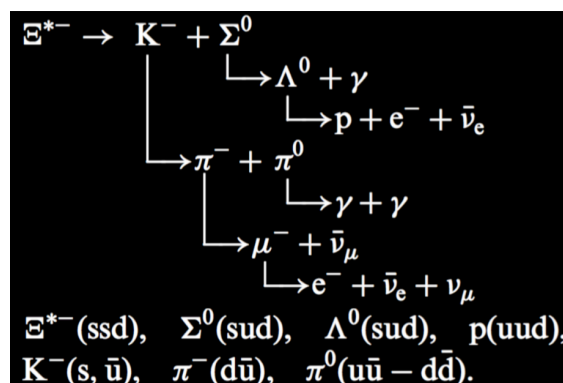 Ξ*⁻ → K⁻ + Σ⁰
→ Λ⁰ + γ
→ p + e⁻ + ν̄ₑ
→ π⁻ + π⁰
→ γ + γ
→ μ⁻ + ν̄_μ
→ e⁻ + ν̄ₑ + ν_μ
Ξ*⁻(ssd), Σ⁰(sud), Λ⁰(sud), p(uud),
K⁻(s, ū), π⁻(dū), π⁰(uū − dd̄).